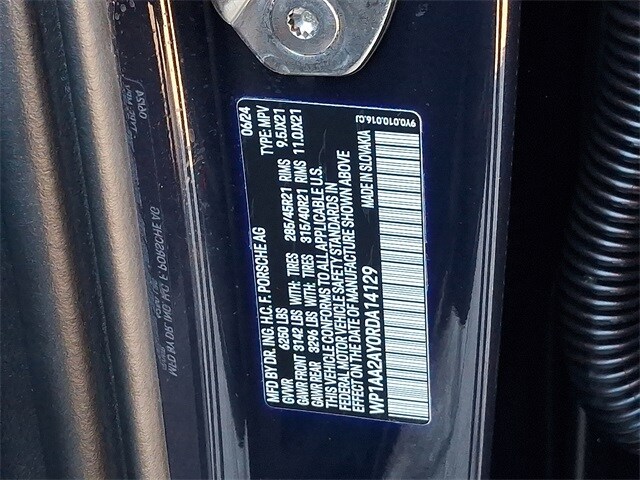 MFD BY DR. ING. H.C. F. PORSCHE AG 06/24
GVWR 6250 LBS TYPE: MPV
GAWR FRONT 3142 LBS WITH: TIRES 285/45R21 RIMS 9.5JX21
GAWR REAR 3296 LBS WITH: TIRES 315/40R21 RIMS 11.0JX21
THIS VEHICLE CONFORMS TO ALL APPLICABLE U.S.
FEDERAL MOTOR VEHICLE SAFETY STANDARDS IN
EFFECT ON THE DATE OF MANUFACTURE SHOWN ABOVE
WP1AA2AY0RDA14129 MADE IN SLOVAKIA
9Y0.010.016.CJ